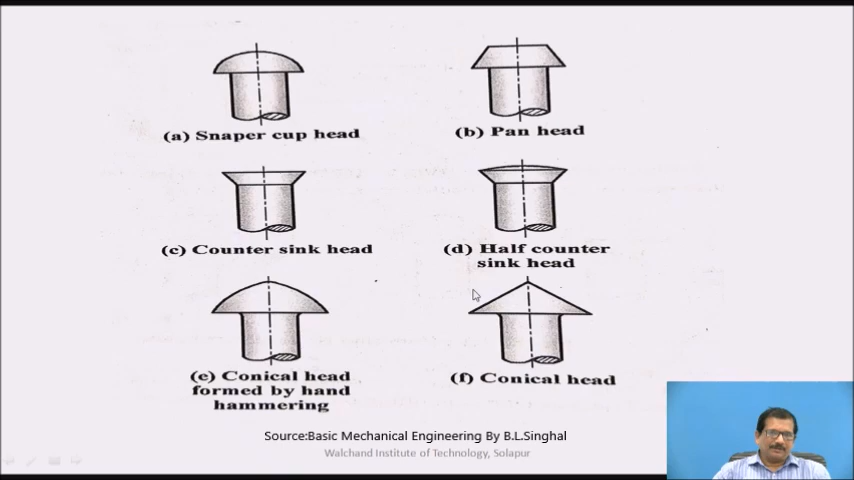 (a) Snaper cup head
(b) Pan head
(c) Counter sink head
(d) Half counter
sink head
(e) Conical head
formed by hand
hammering
(f) Conical head
Source:Basic Mechanical Engineering By B.L.Singhal
Walchand Institute of Technology, Solapur